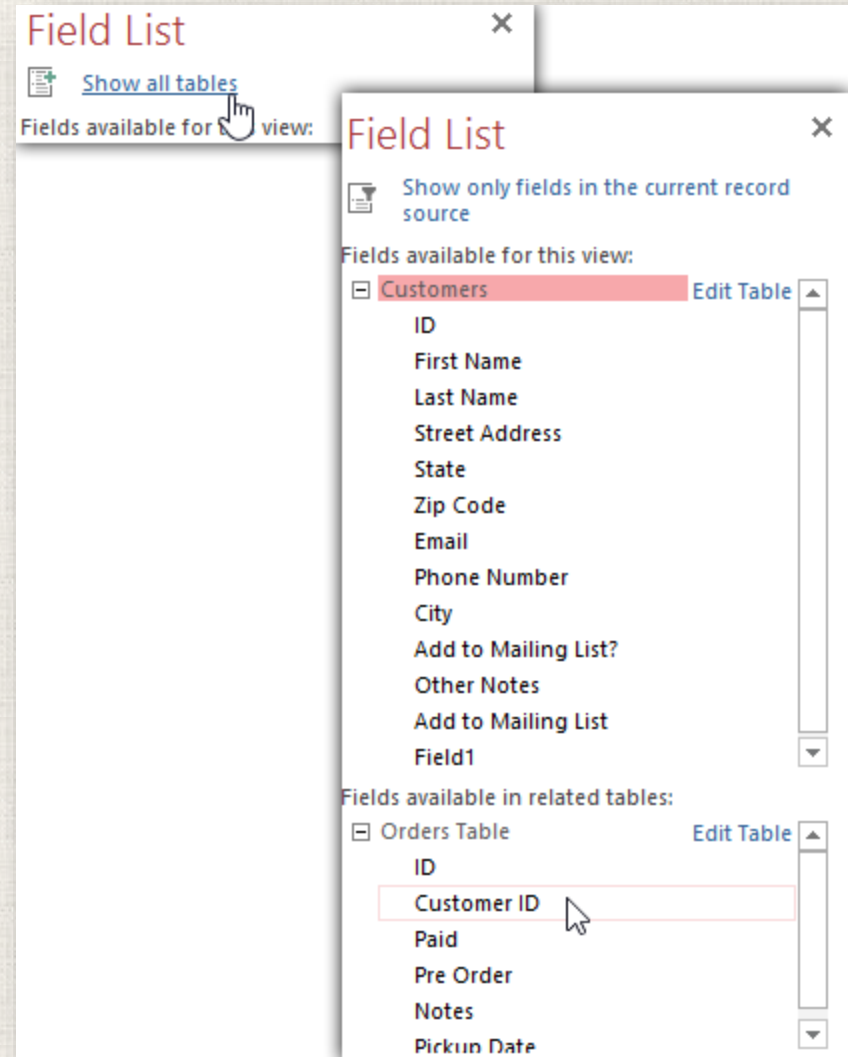 Field List
Show all tables
Fields available for view:
Field List
Show only fields in the current record
source
Fields available for this view:
Customers Edit Table
ID
First Name
Last Name
Street Address
State
Zip Code
Email
Phone Number
City
Add to Mailing List?
Other Notes
Add to Mailing List
Field1
Fields available in related tables:
Orders Table Edit Table
ID
Customer ID
Paid
Pre Order
Notes
Pickup Date